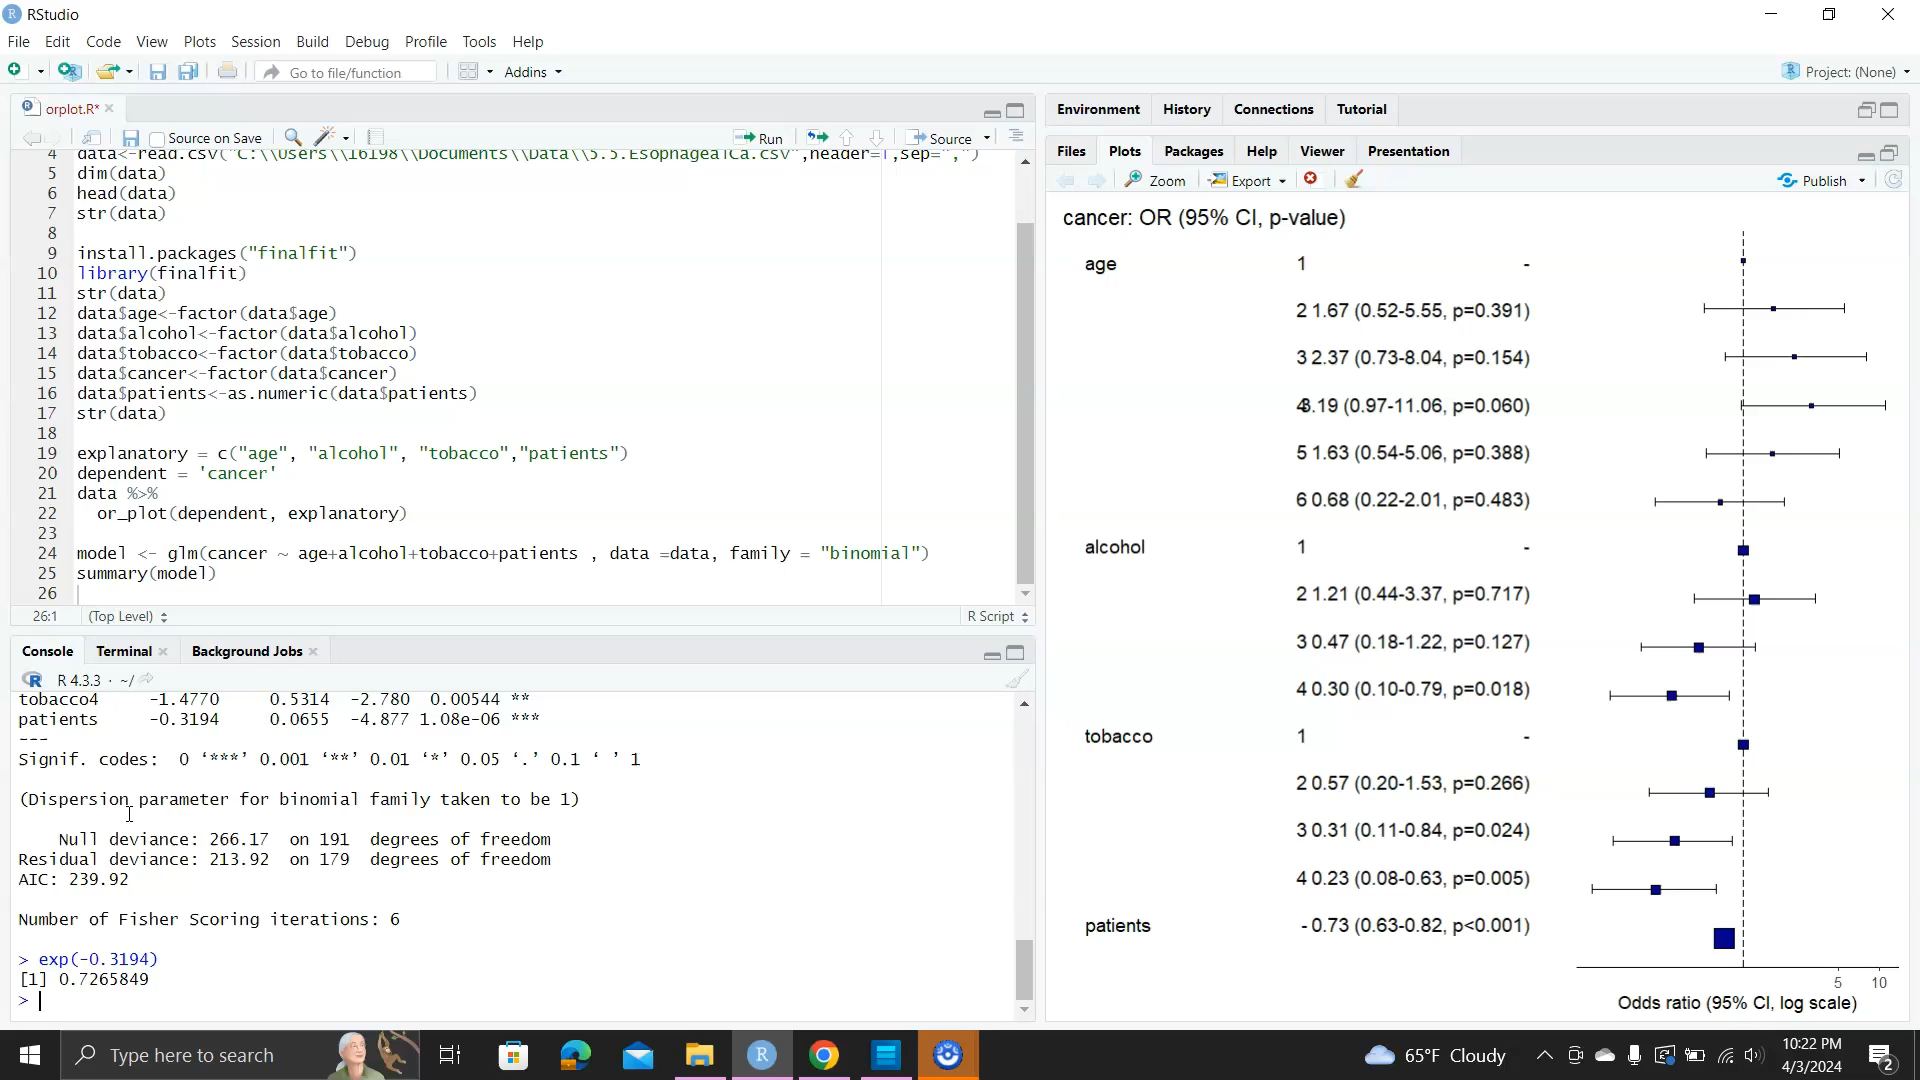 RStudio
File Edit Code View Plots Session Build Debug Profile Tools Help
Go to file/function Addins Project: (None)
orplot.R*
Source on Save Run Source
4 data<-read.csv("C:\\Users\\16198\\Documents\\Data\\5.5.EsophagealCa.csv",header=T,sep=",")
5 dim(data)
6 head(data)
7 str(data)
8
9 install.packages("finalfit")
10 library(finalfit)
11 str(data)
12 data$age<-factor(data$age)
13 data$alcohol<-factor(data$alcohol)
14 data$tobacco<-factor(data$tobacco)
15 data$cancer<-factor(data$cancer)
16 data$patients<-as.numeric(data$patients)
17 str(data)
18
19 explanatory = c("age", "alcohol", "tobacco","patients")
20 dependent = 'cancer'
21 data %>%
22 or_plot(dependent, explanatory)
23
24 model <- glm(cancer ~ age+alcohol+tobacco+patients , data =data, family = "binomial")
25 summary(model)
26
26:1 (Top Level) R Script
Console Terminal Background Jobs
R 4.3.3 · ~/
tobacco4 -1.4770 0.5314 -2.780 0.00544 **
patients -0.3194 0.0655 -4.877 1.08e-06 ***
---
Signif. codes: 0 ‘***’ 0.001 ‘**’ 0.01 ‘*’ 0.05 ‘.’ 0.1 ‘ ’ 1
(Dispersion parameter for binomial family taken to be 1)
Null deviance: 266.17 on 191 degrees of freedom
Residual deviance: 213.92 on 179 degrees of freedom
AIC: 239.92
Number of Fisher Scoring iterations: 6
> exp(-0.3194)
[1] 0.7265849
>
Environment History Connections Tutorial
Files Plots Packages Help Viewer Presentation
Zoom Export Publish
cancer: OR (95% CI, p-value)
age 1 -
2 1.67 (0.52-5.55, p=0.391)
3 2.37 (0.73-8.04, p=0.154)
4 3.19 (0.97-11.06, p=0.060)
5 1.63 (0.54-5.06, p=0.388)
6 0.68 (0.22-2.01, p=0.483)
alcohol 1 -
2 1.21 (0.44-3.37, p=0.717)
3 0.47 (0.18-1.22, p=0.127)
4 0.30 (0.10-0.79, p=0.018)
tobacco 1 -
2 0.57 (0.20-1.53, p=0.266)
3 0.31 (0.11-0.84, p=0.024)
4 0.23 (0.08-0.63, p=0.005)
patients - 0.73 (0.63-0.82, p<0.001)
5 10
Odds ratio (95% CI, log scale)
Type here to search
65°F Cloudy
10:22 PM
4/3/2024
2